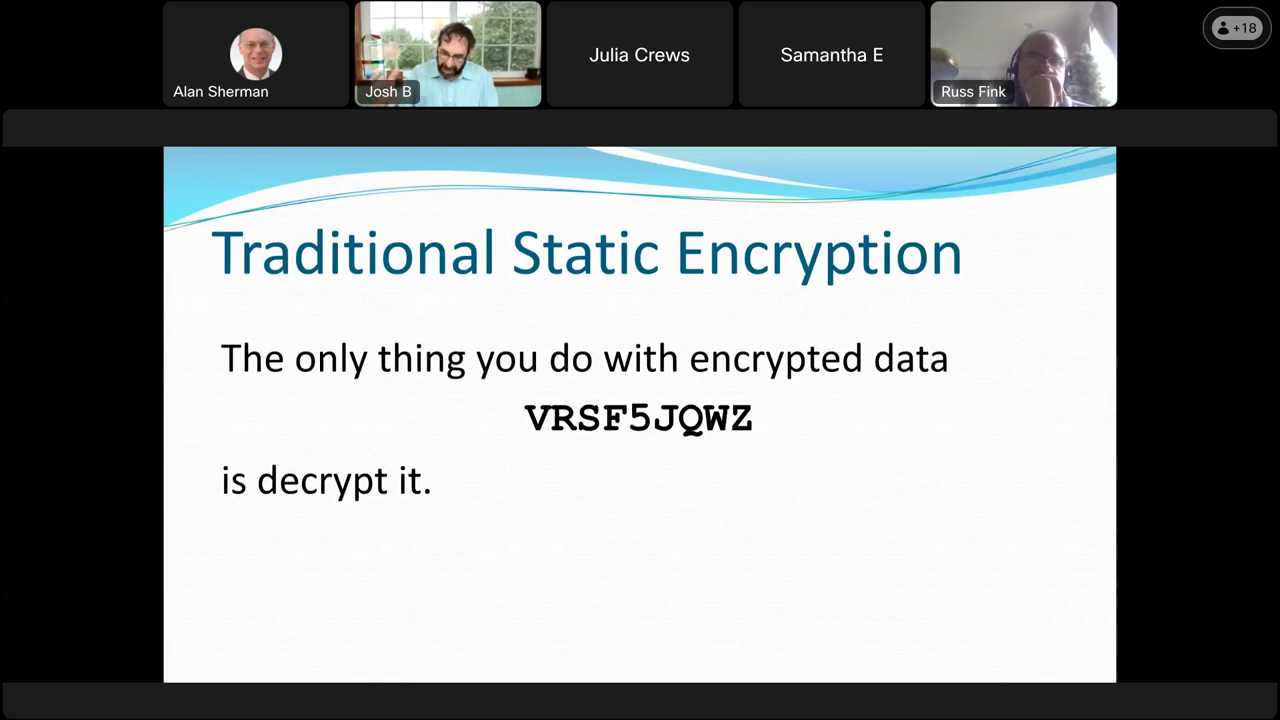 Alan Sherman
Josh B
Julia Crews
Samantha E
Russ Fink
+18
Traditional Static Encryption
The only thing you do with encrypted data
VRSF5JQWZ
is decrypt it.